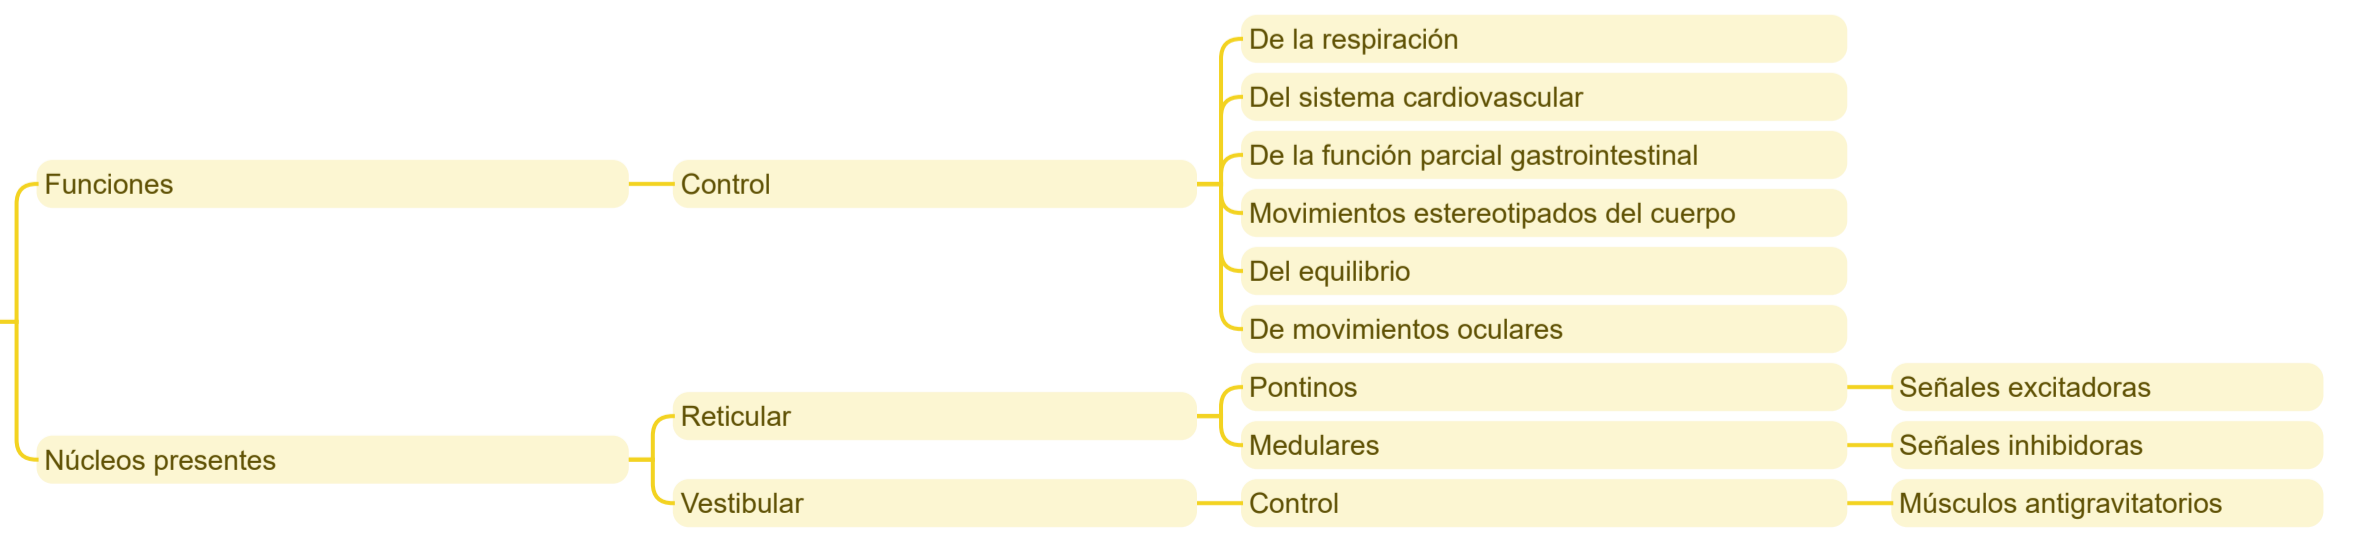 Funciones
Control
De la respiración
Del sistema cardiovascular
De la función parcial gastrointestinal
Movimientos estereotipados del cuerpo
Del equilibrio
De movimientos oculares
Núcleos presentes
Reticular
Pontinos
Señales excitadoras
Medulares
Señales inhibidoras
Vestibular
Control
Músculos antigravitatorios